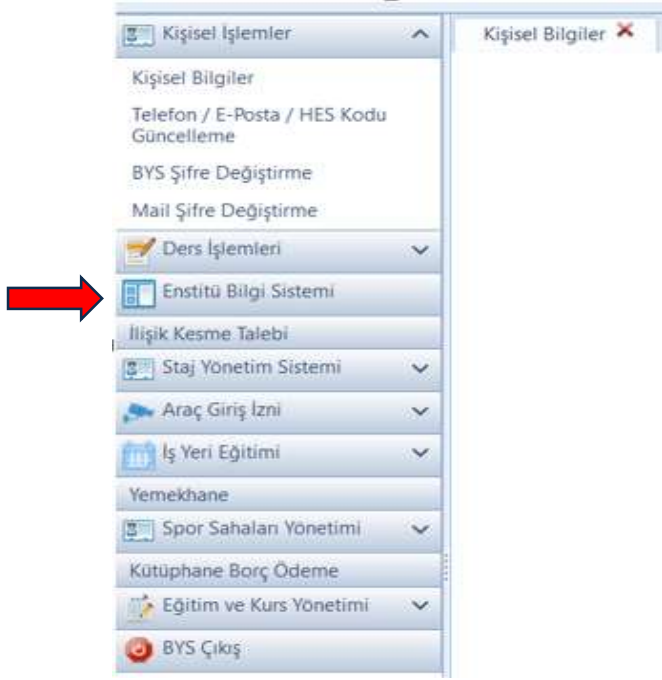 Kişisel İşlemler
Kişisel Bilgiler
Kişisel Bilgiler
Telefon / E-Posta / HES Kodu
Güncelleme
BYS Şifre Değiştirme
Mail Şifre Değiştirme
Ders İşlemleri
Enstitü Bilgi Sistemi
İlişik Kesme Talebi
Staj Yönetim Sistemi
Araç Giriş İzni
İş Yeri Eğitimi
Yemekhane
Spor Sahaları Yönetimi
Kütüphane Borç Ödeme
Eğitim ve Kurs Yönetimi
BYS Çıkış